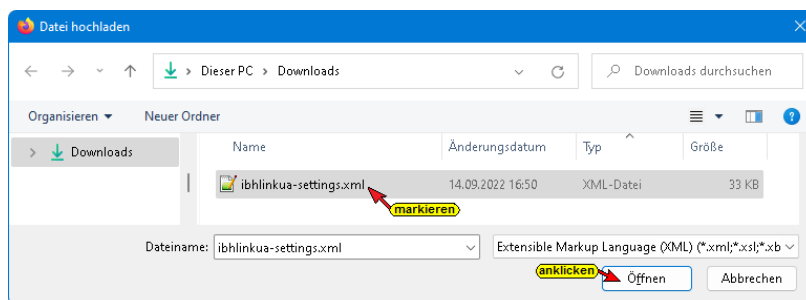 Datei hochladen
Dieser PC > Downloads
Downloads durchsuchen
Organisieren
Neuer Ordner
Downloads
Name Änderungsdatum Typ Größe
ibhlinkua-settings.xml 14.09.2022 16:50 XML-Datei 33 KB
markieren
Dateiname: ibhlinkua-settings.xml Extensible Markup Language (XML) (*.xml;*.xsl;*.xb
anklicken Öffnen Abbrechen